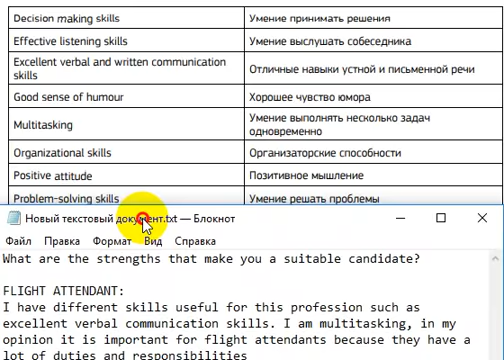 Decision making skills
Умение принимать решения
Effective listening skills
Умение выслушать собеседника
Excellent verbal and written communication
skills
Отличные навыки устной и письменной речи
Good sense of humour
Хорошее чувство юмора
Multitasking
Умение выполнять несколько задач
одновременно
Organizational skills
Организаторские способности
Positive attitude
Позитивное мышление
Problem-solving skills
Умение решать проблемы
Новый текстовый документ.txt — Блокнот
Файл Правка Формат Вид Справка
What are the strengths that make you a suitable candidate?
FLIGHT ATTENDANT:
I have different skills useful for this profession such as
excellent verbal communication skills. I am multitasking, in my
opinion it is important for flight attendants because they have a
lot of duties and responsibilities